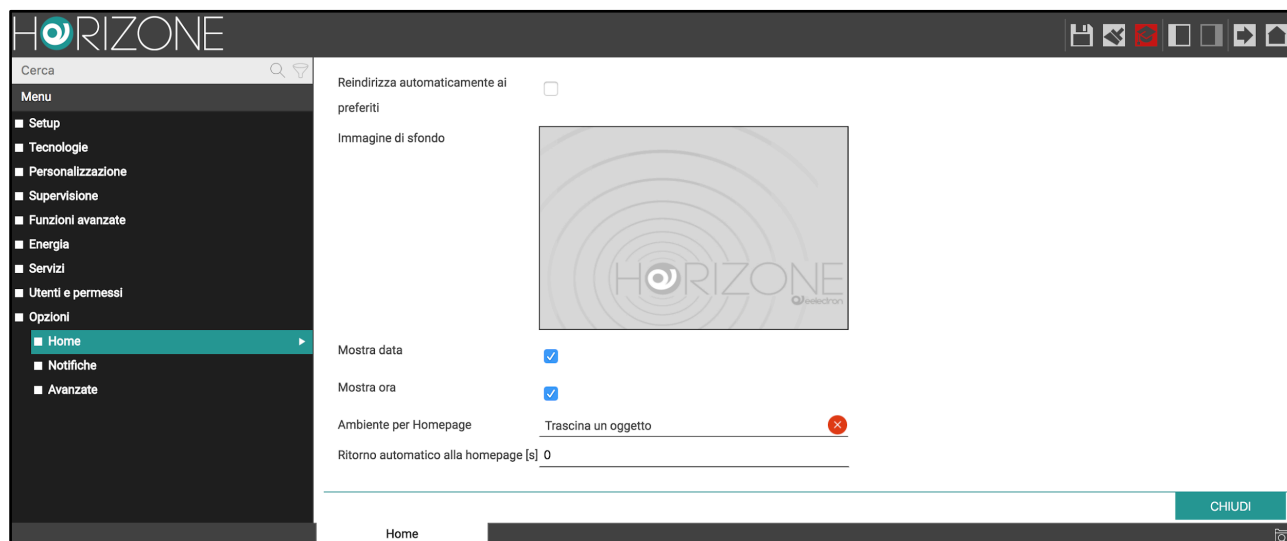 HORIZONE
Cerca
Menu
Setup
Tecnologie
Personalizzazione
Supervisione
Funzioni avanzate
Energia
Servizi
Utenti e permessi
Opzioni
Home
Notifiche
Avanzate
Reindirizza automaticamente ai
preferiti
Immagine di sfondo
HORIZONE
eelectron
Mostra data
Mostra ora
Ambiente per Homepage
Trascina un oggetto
Ritorno automatico alla homepage [s] 0
CHIUDI
Home